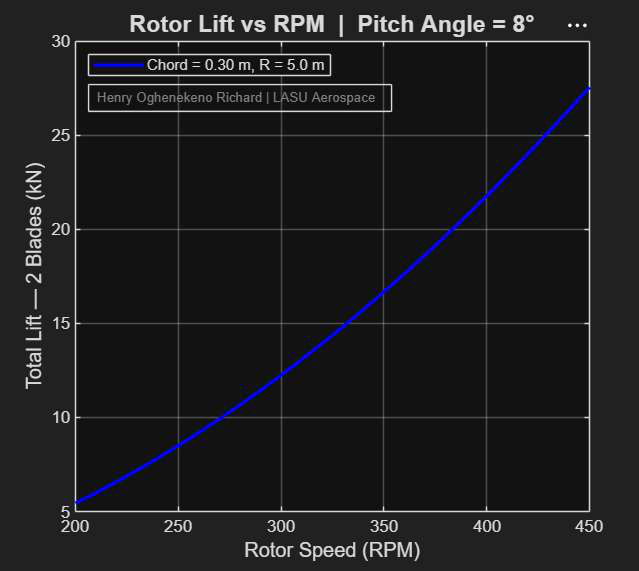 Rotor Lift vs RPM | Pitch Angle = 8° ...
30
Chord = 0.30 m, R = 5.0 m
Henry Oghenekeno Richard | LASU Aerospace
25
20
15
10
5
Total Lift — 2 Blades (kN)
200 250 300 350 400 450
Rotor Speed (RPM)